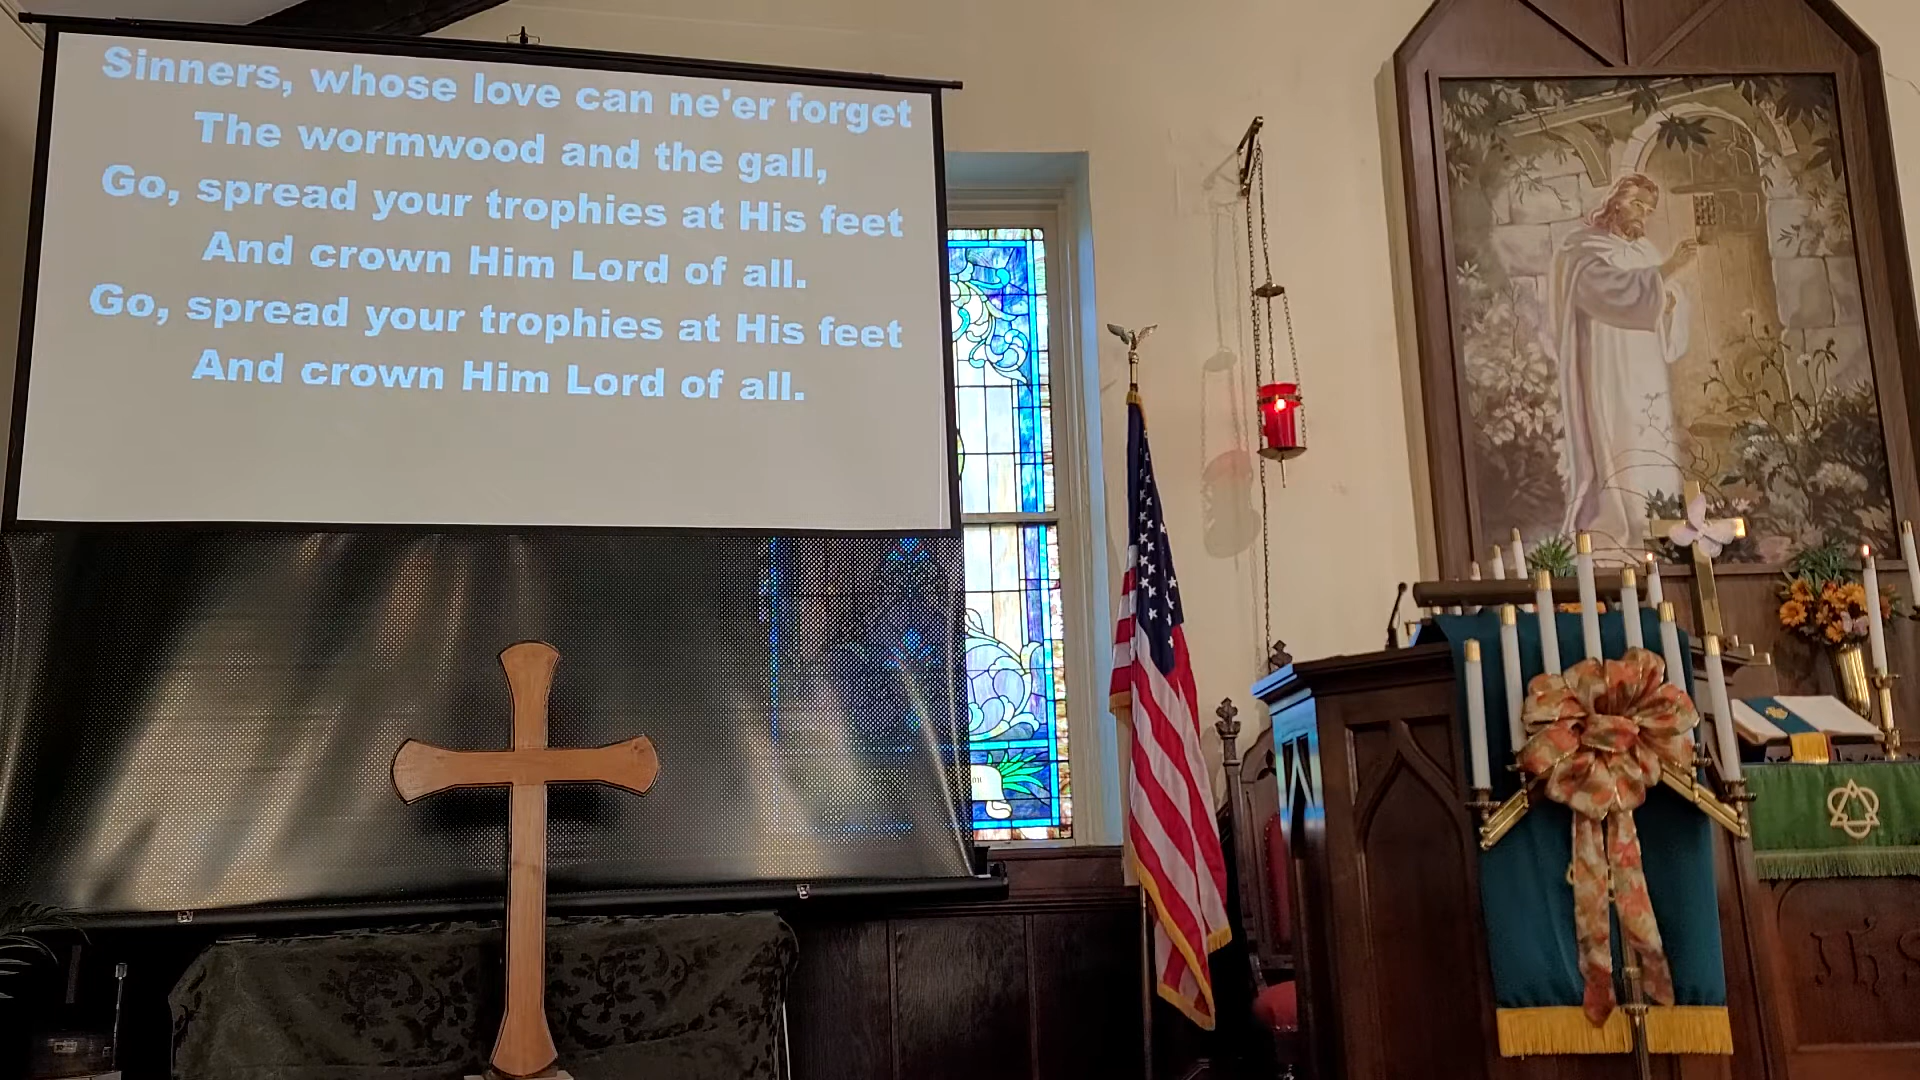 Sinners, whose love can ne'er forget
The wormwood and the gall,
Go, spread your trophies at His feet
And crown Him Lord of all.
Go, spread your trophies at His feet
And crown Him Lord of all.
IHS